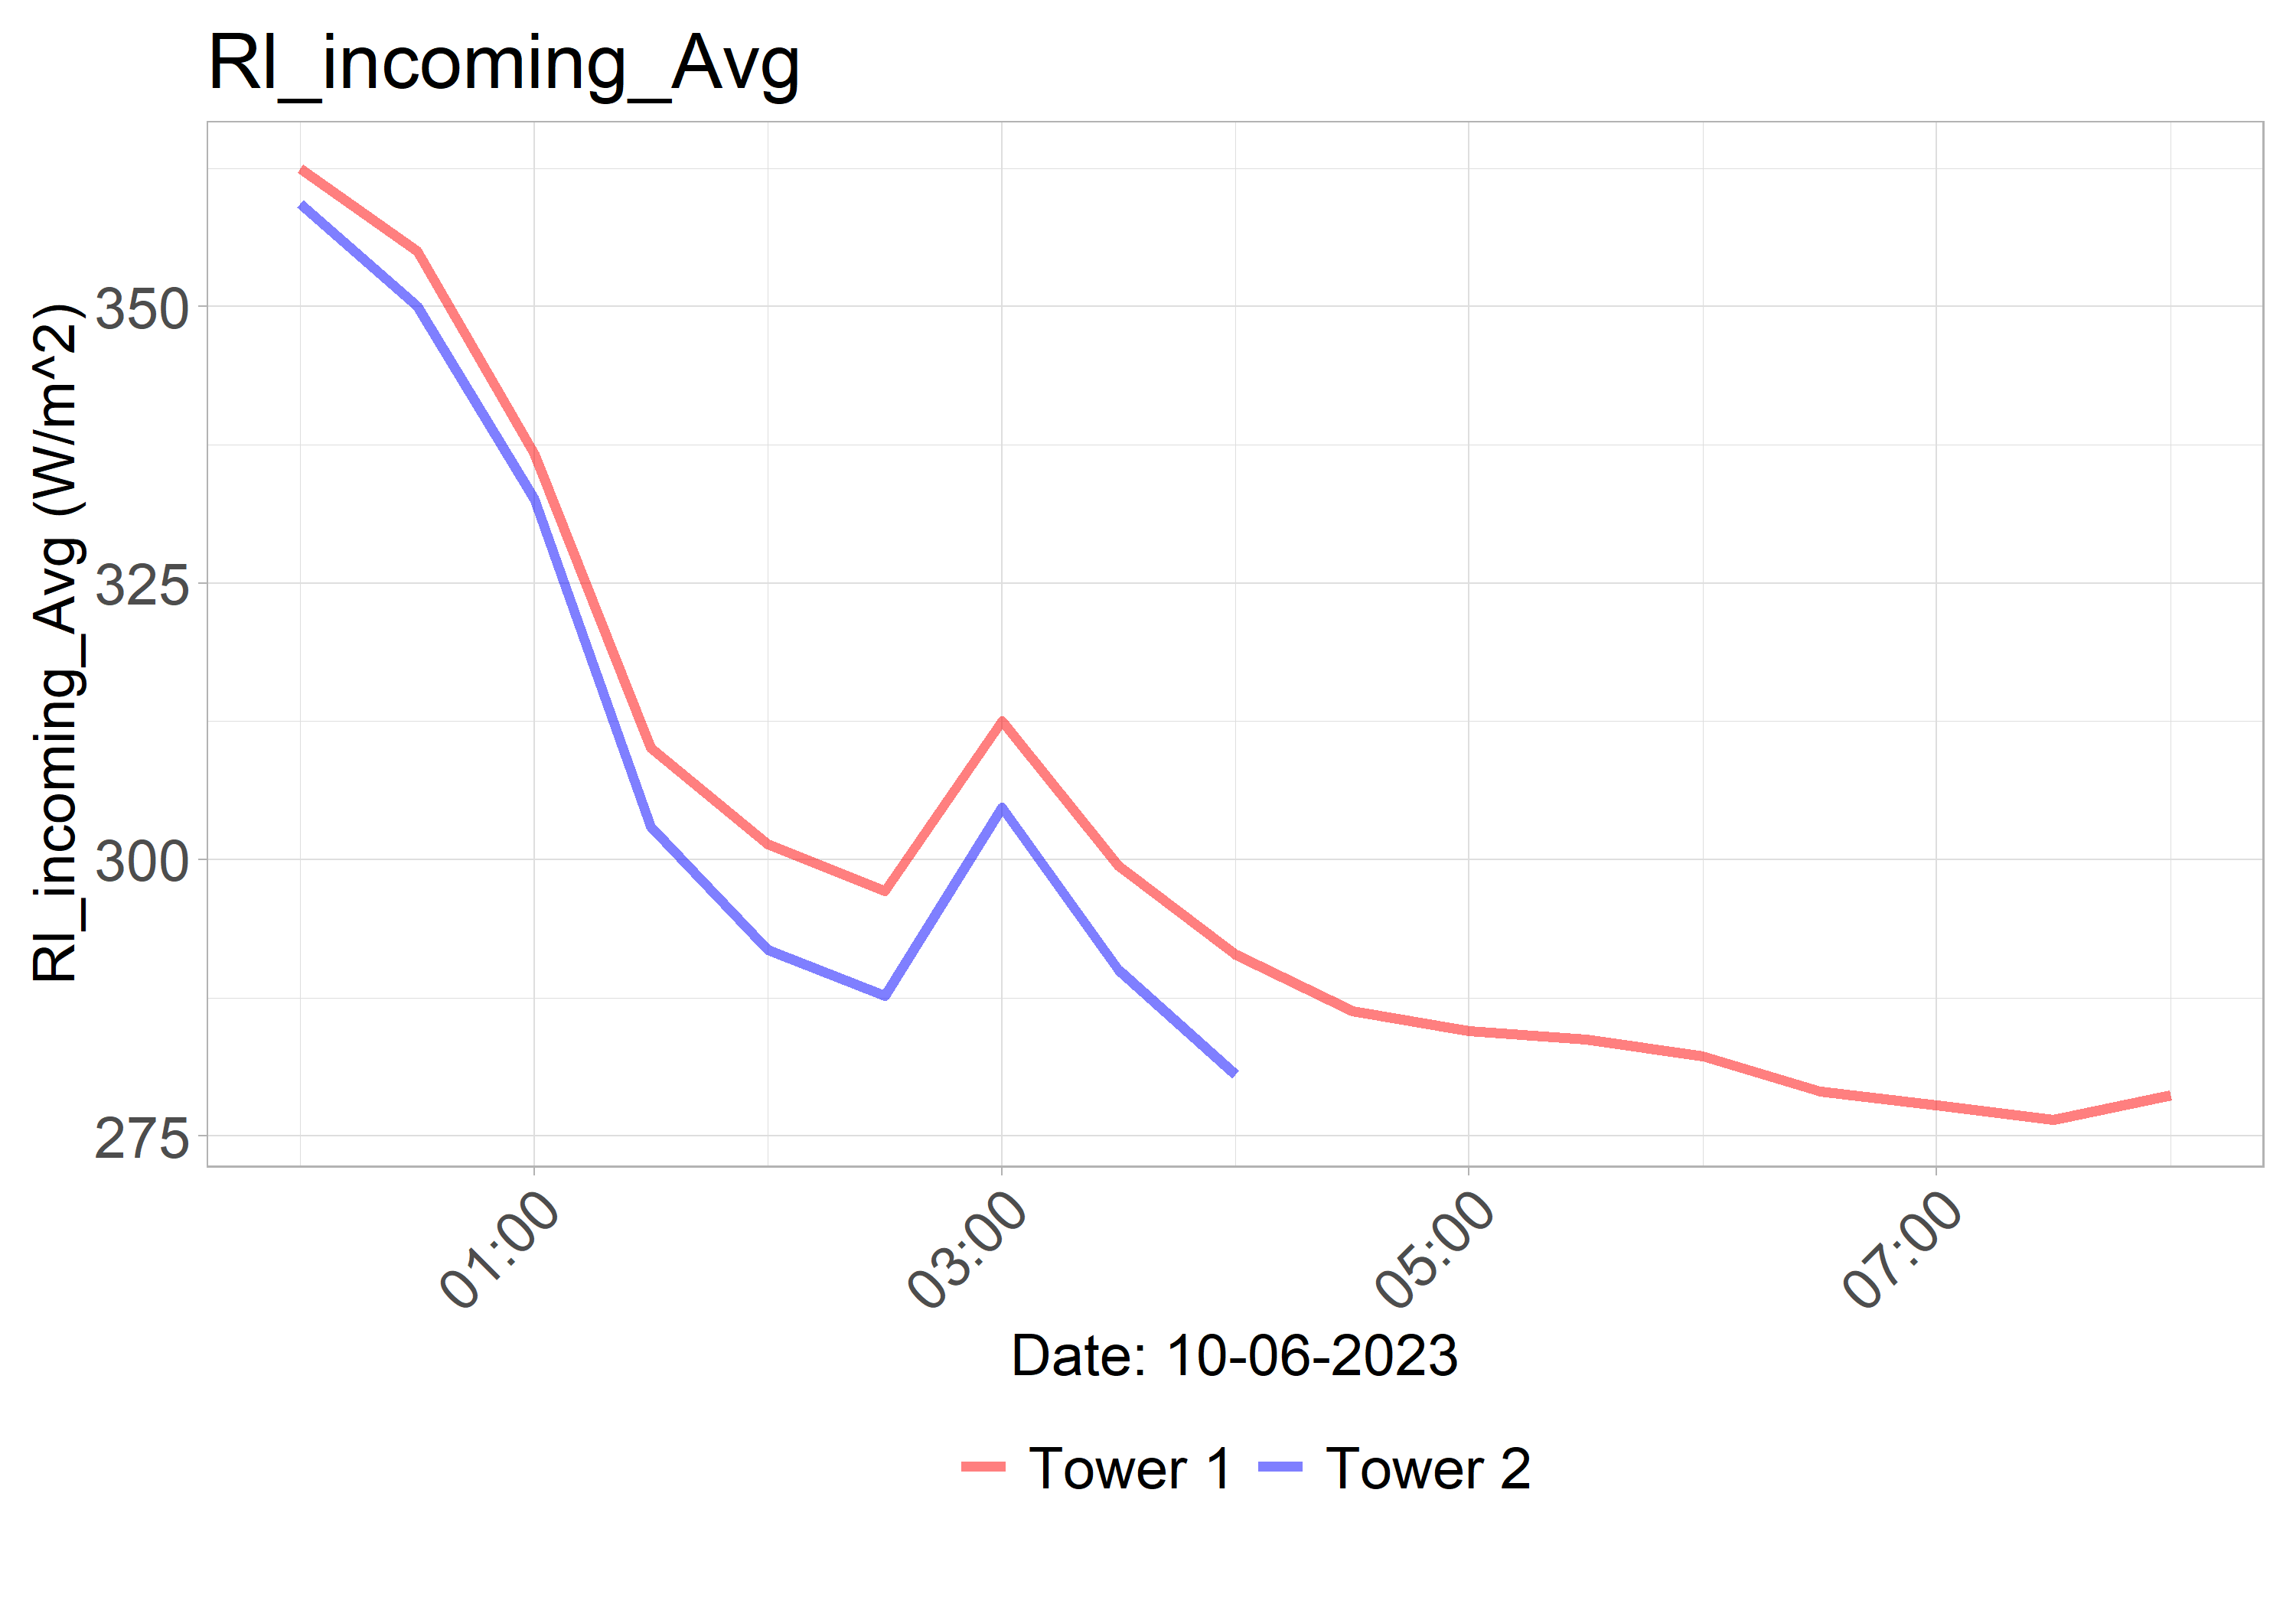 Rl_incoming_Avg
Rl_incoming_Avg (W/m^2)
350
325
300
275
01:00
03:00
05:00
07:00
Date: 10-06-2023
Tower 1
Tower 2